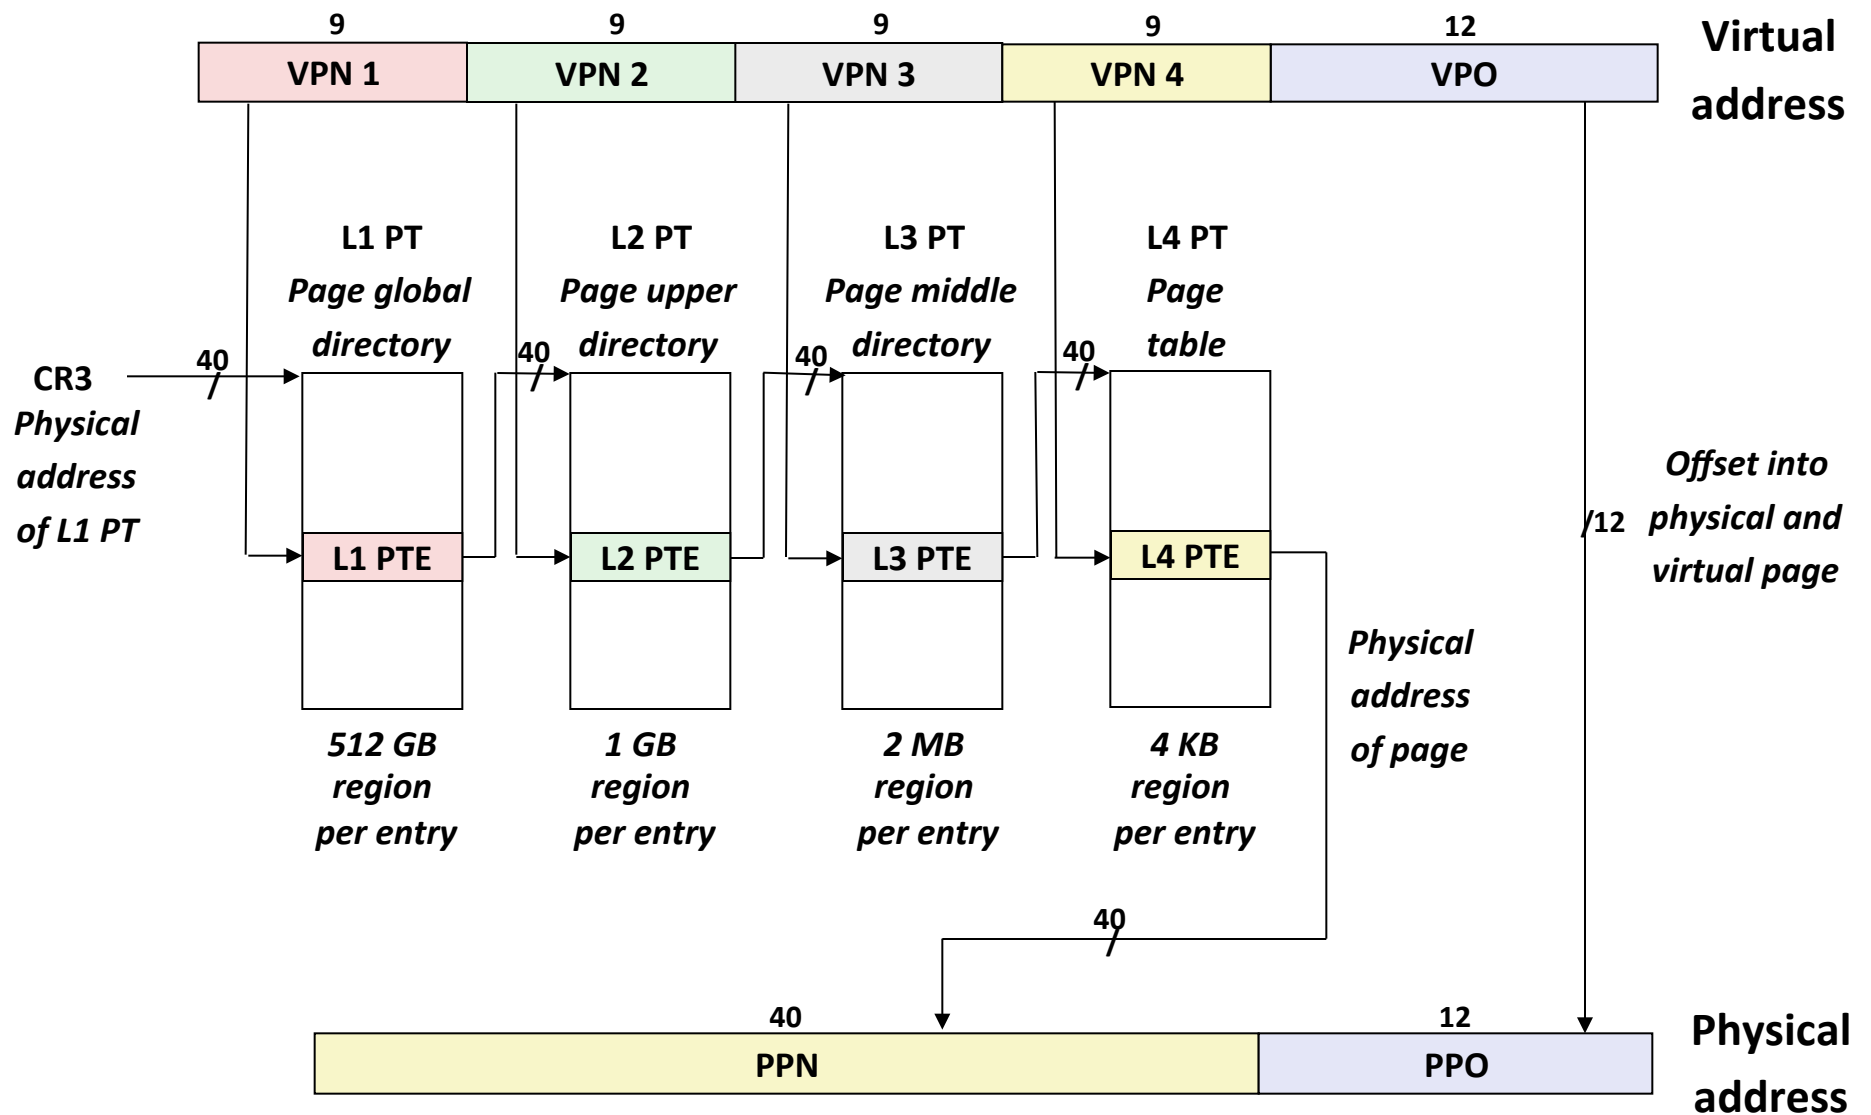 9 9 9 9 12
VPN 1 VPN 2 VPN 3 VPN 4 VPO
Virtual
address
L1 PT
Page global
directory
L2 PT
Page upper
directory
L3 PT
Page middle
directory
L4 PT
Page
table
40 40 40 40
CR3
Physical
address
of L1 PT
L1 PTE L2 PTE L3 PTE L4 PTE
/12
Offset into
physical and
virtual page
512 GB
region
per entry
1 GB
region
per entry
2 MB
region
per entry
4 KB
region
per entry
Physical
address
of page
40
40 12
PPN PPO
Physical
address